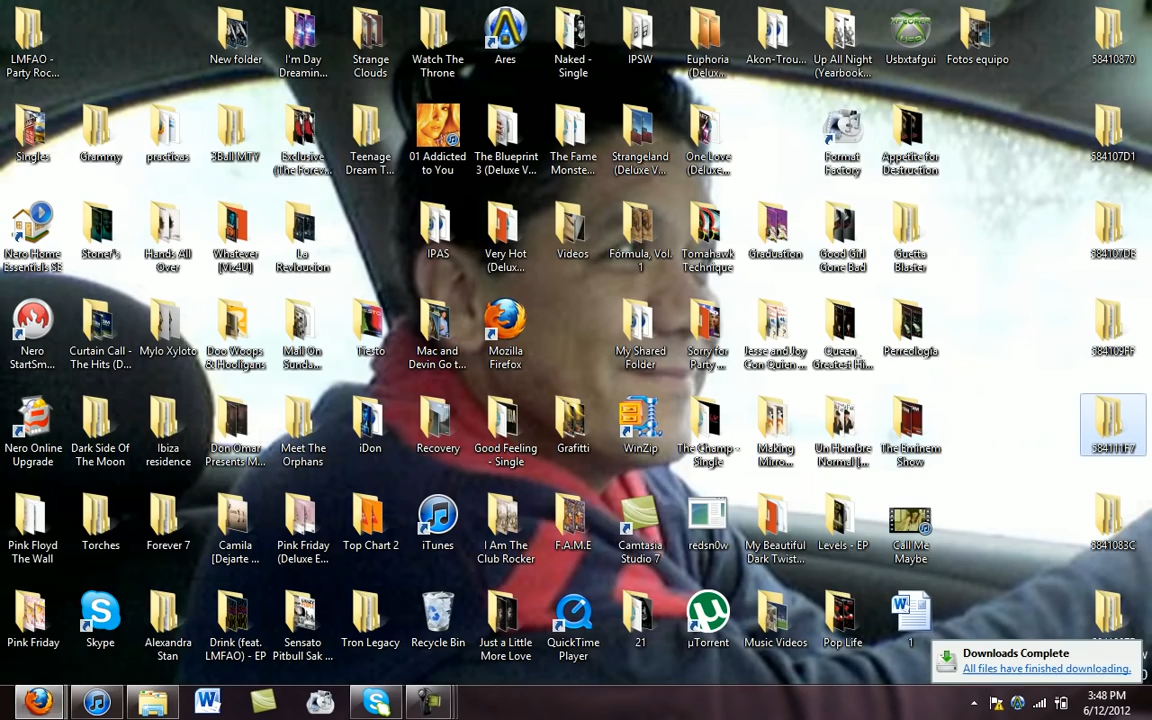 LMFAO -
Party Roc...
New folder
I'm Day
Dreamin...
Strange
Clouds
Watch The
Throne
Ares
Naked -
Single
IPSW
Euphoria
(Delux...
Akon-Trou...
Up All Night
(Yearbook...
Usbxtafgui
Fotos equipo
58410870
Singles
Grammy
practicas
3Ball MTY
Exclusive
(The Forev...
Teenage
Dream T...
01 Addicted
to You
The Blueprint
3 (Deluxe V...
The Fame
Monste...
Strangeland
(Deluxe V...
One Love
(Deluxe...
Format
Factory
Appetite for
Destruction
584107D1
Nero Home
Essentials SE
Stoner's
Hands All
Over
Whatever
[Viz4U]
La
Revloucion
IPAS
Very Hot
(Delux...
Videos
Fórmula, Vol.
1
Tomahawk
Technique
Graduation
Good Girl
Gone Bad
Guetta
Blaster
Nero
StartSm...
Curtain Call -
The Hits (D...
Mylo Xyloto
Doo Woops
& Hooligans
Mail On
Sunda...
Tiesto
Mac and
Devin Go t...
Mozilla
Firefox
My Shared
Folder
Sorry for
Party ...
Jesse and Joy
Con Quien ...
Queen_
Greatest Hi...
Perreologia
584109FF
Nero Online
Upgrade
Dark Side Of
The Moon
Ibiza
residence
Don Omar
Presents M...
Meet The
Orphans
iDon
Recovery
Good Feeling
- Single
Grafitti
WinZip
The Champ -
Single
Making
Mirro...
Un Hombre
Normal [...
The Eminem
Show
584111F7
Pink Floyd
The Wall
Torches
Forever 7
Camila
[Dejarte ...
Pink Friday
(Deluxe E...
Top Chart 2
iTunes
I Am The
Club Rocker
F.A.M.E
Camtasia
Studio 7
redsn0w
My Beautiful
Dark Twist...
Levels - EP
Call Me
Maybe
5841083C
Pink Friday
Skype
Alexandra
Stan
Drink (feat.
LMFAO) - EP
Sensato
Pitbull Sak ...
Tron Legacy
Recycle Bin
Just a Little
More Love
QuickTime
Player
21
µTorrent
Music Videos
Pop Life
1
Downloads Complete
All files have finished downloading.
3:48 PM
6/12/2012